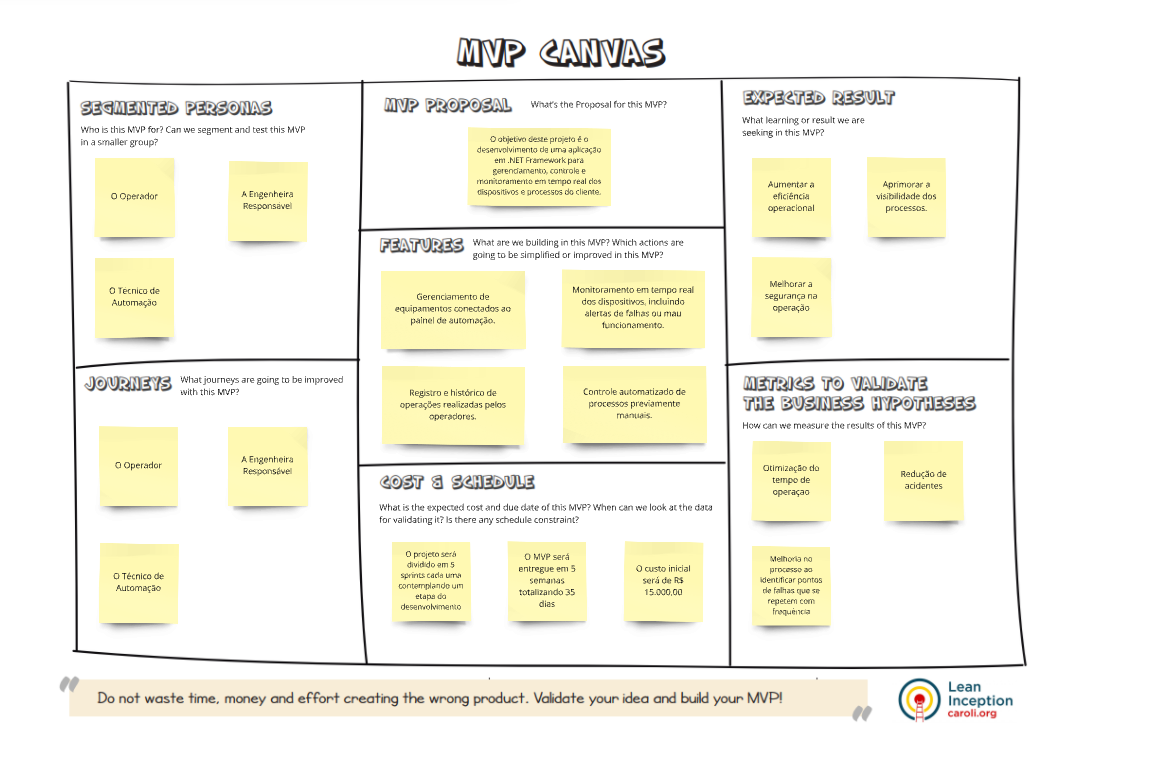 MVP CANVAS
SEGMENTED PERSONAS
Who is this MVP for? Can we segment and test this MVP
in a smaller group?
O Operador
A Engenheira
Responsável
O Técnico de
Automação
JOURNEYS
What journeys are going to be improved
with this MVP?
O Operador
A Engenheira
Responsável
O Técnico de
Automação
MVP PROPOSAL
What's the Proposal for this MVP?
O objetivo deste projeto é o
desenvolvimento de uma aplicação
em .NET Framework para
gerenciamento, controle e
monitoramento em tempo real dos
dispositivos e processos do cliente.
FEATURES
What are we building in this MVP? Which actions are
going to be simplified or improved in this MVP?
Gerenciamento de
equipamentos conectados ao
painel de automação.
Monitoramento em tempo real
dos dispositivos, incluindo
alertas de falhas ou mau
funcionamento.
Registro e histórico de
operações realizadas pelos
operadores.
Controle automatizado de
processos previamente
manuais.
COST & SCHEDULE
What is the expected cost and due date of this MVP? When can we look at the data
for validating it? Is there any schedule constraint?
O projeto será
dividido em 5
sprints cada uma
contemplando um
etapa do
desenvolvimento
O MVP será
entregue em 5
semanas
totalizando 35
dias
O custo inicial
será de R$
15.000,00
EXPECTED RESULT
What learning or result we are
seeking in this MVP?
Aumentar a
eficiência
operacional
Aprimorar a
visibilidade dos
processos.
Melhorar a
segurança na
operação
METRICS TO VALIDATE
THE BUSINESS HYPOTHESES
How can we measure the results of this MVP?
Otimização do
tempo de
operaçao
Redução de
acidentes
Melhoria no
processo ao
identificar pontos
de falhas que se
repetem com
frequência
" Do not waste time, money and effort creating the wrong product. Validate your idea and build your MVP! "
Lean
Inception
caroli.org